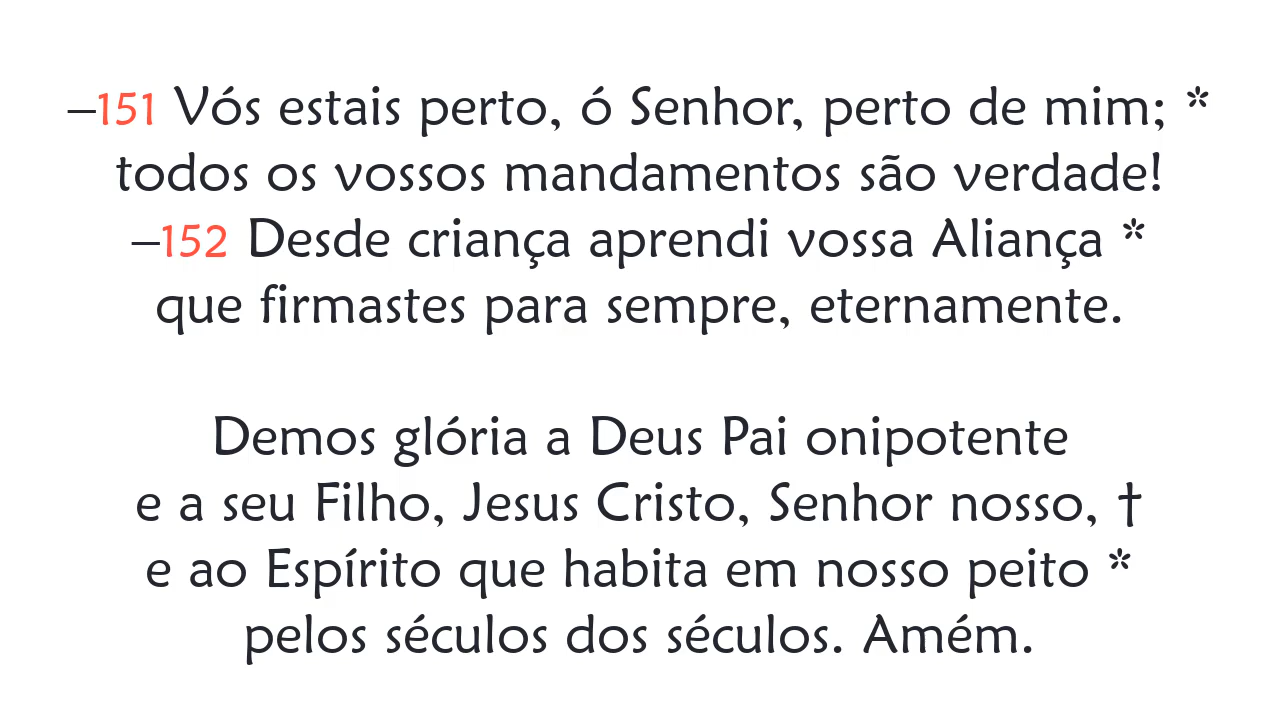 –151 Vós estais perto, ó Senhor, perto de mim; *
todos os vossos mandamentos são verdade!
–152 Desde criança aprendi vossa Aliança *
que firmastes para sempre, eternamente.
Demos glória a Deus Pai onipotente
e a seu Filho, Jesus Cristo, Senhor nosso, †
e ao Espírito que habita em nosso peito *
pelos séculos dos séculos. Amém.